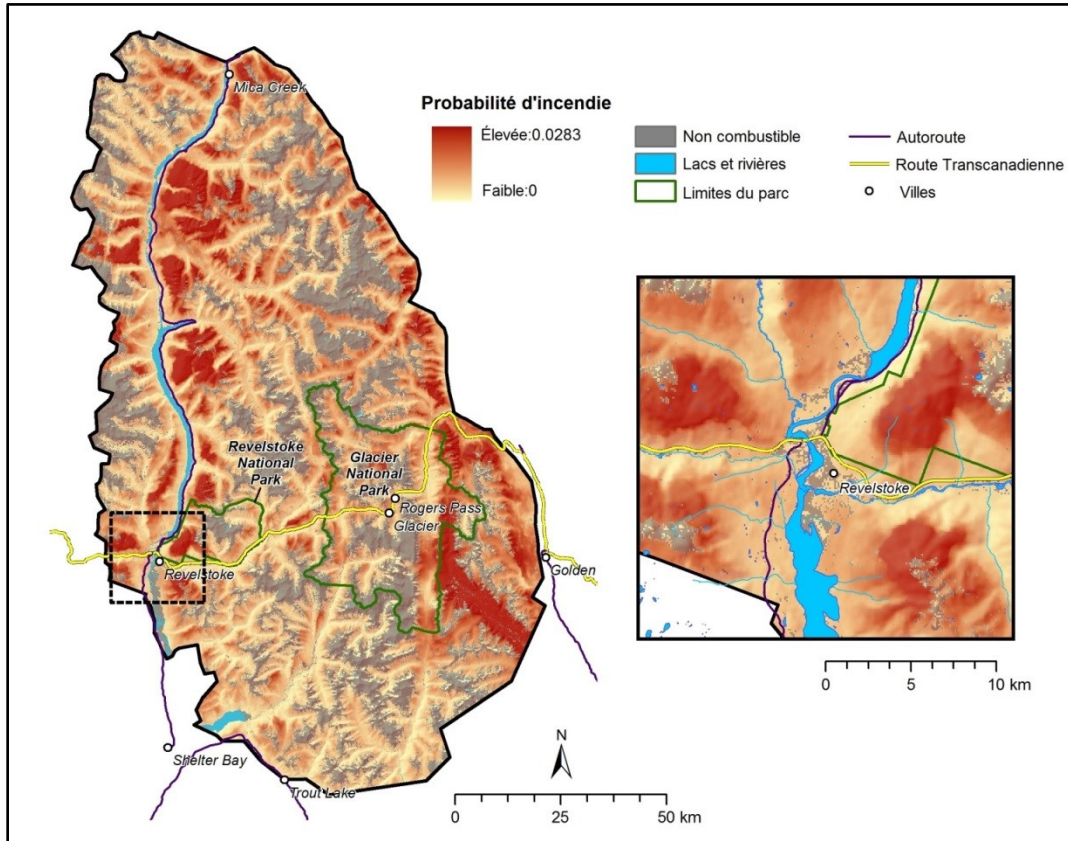 Mica Creek
Probabilité d'incendie
Élevée:0.0283
Faible:0
Non combustible
Lacs et rivières
Limites du parc
Autoroute
Route Transcanadienne
Villes
Revelstoke
National
Park
Glacier
National
Park
Rogers Pass
Glacier
Revelstoke
Golden
Shelter Bay
Trout Lake
N
0 25 50 km
Revelstoke
0 5 10 km